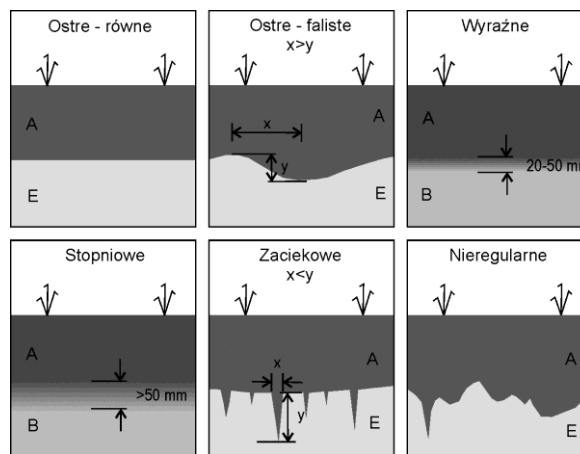 Ostre - równe
A
E
Ostre - faliste
x>y
x
A
y
E
Wyraźne
A
20-50 mm
B
Stopniowe
A
>50 mm
B
Zaciekowe
x<y
x
A
y
E
Nieregularne
A
E